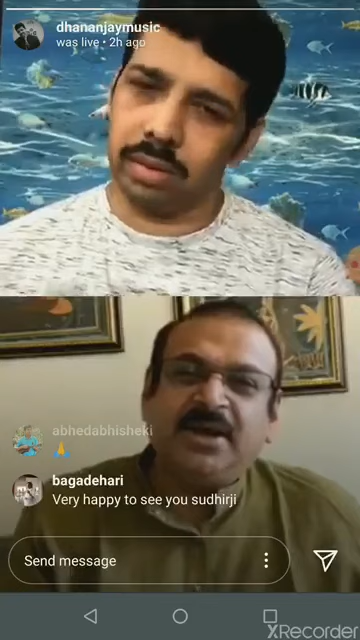 dhananjaymusic
was live • 2h ago
abhedabhisheki
🙏
bagadehari
Very happy to see you sudhirji
Send message
XRecorder